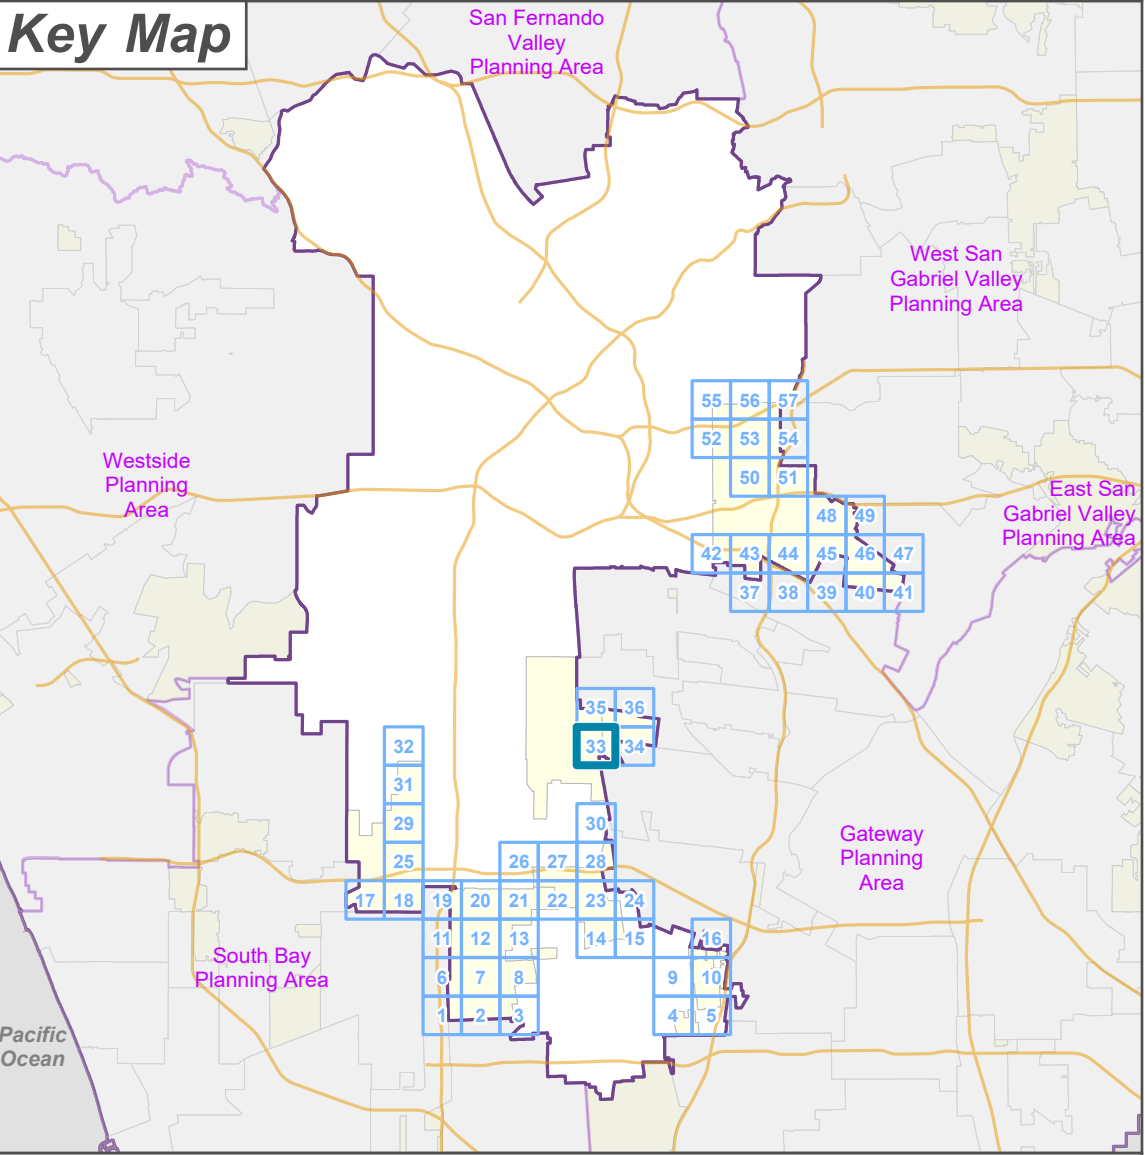 Key Map
San Fernando
Valley
Planning Area
West San
Gabriel Valley
Planning Area
55 56 57
52 53 54
Westside
Planning
Area
50 51
East San
Gabriel Valley
Planning Area
48 49
42 43 44 45 46 47
37 38 39 40 41
35 36
32
33 34
31
29
30
Gateway
Planning
Area
25
26 27 28
17 18 19 20 21 22 23 24
11 12 13 14 15 16
South Bay
Planning Area
6 7 8 9 10
1 2 3 4 5
Pacific
Ocean